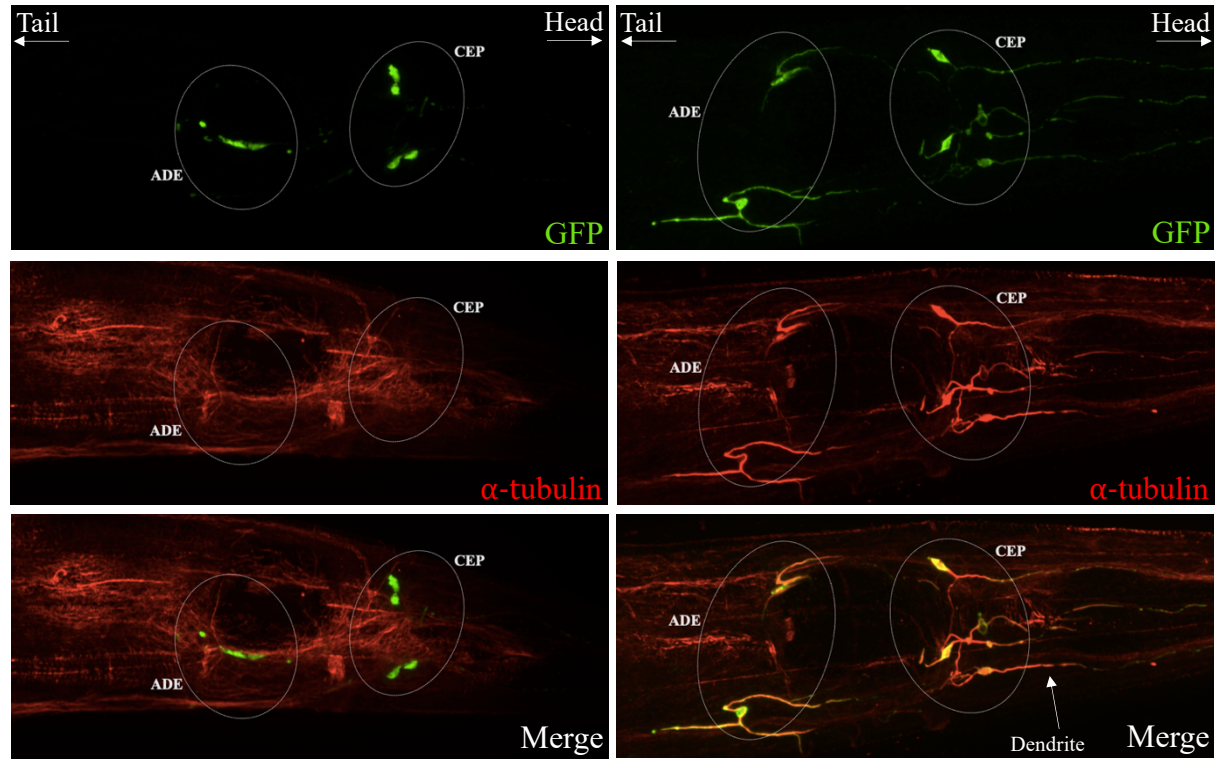 Tail
Head
CEP
ADE
GFP
Tail
Head
CEP
ADE
GFP
CEP
ADE
α-tubulin
CEP
ADE
α-tubulin
CEP
ADE
Merge
CEP
ADE
Dendrite
Merge